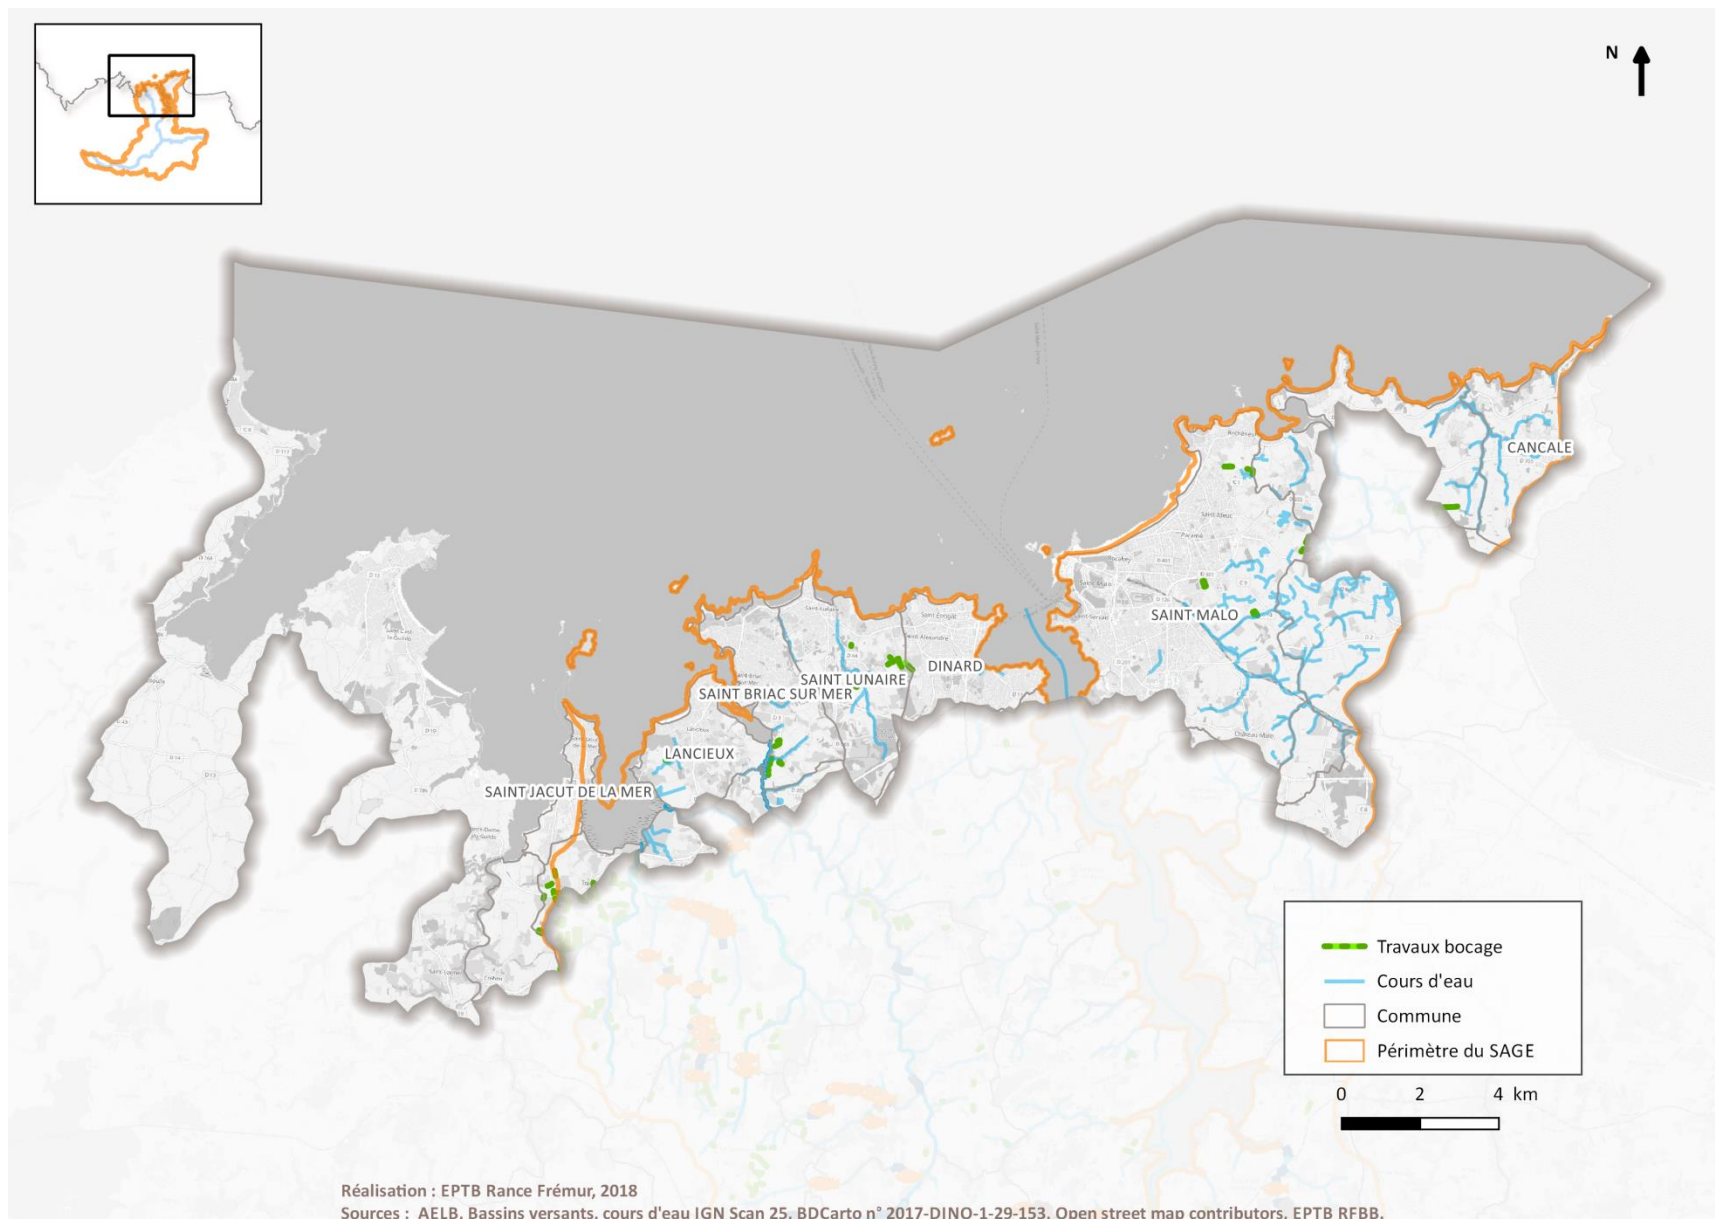 N
CANCALE
SAINT MALO
DINARD
SAINT LUNAIRE
SAINT BRIAC SUR MER
LANCIEUX
SAINT JACUT DE LA MER
Travaux bocage
Cours d'eau
Commune
Périmètre du SAGE
0 2 4 km
Réalisation : EPTB Rance Frémur, 2018
Sources : AELB, Bassins versants, cours d'eau IGN Scan 25, BDCarto n° 2017-DINO-1-29-153, Open street map contributors, EPTB RFBB,